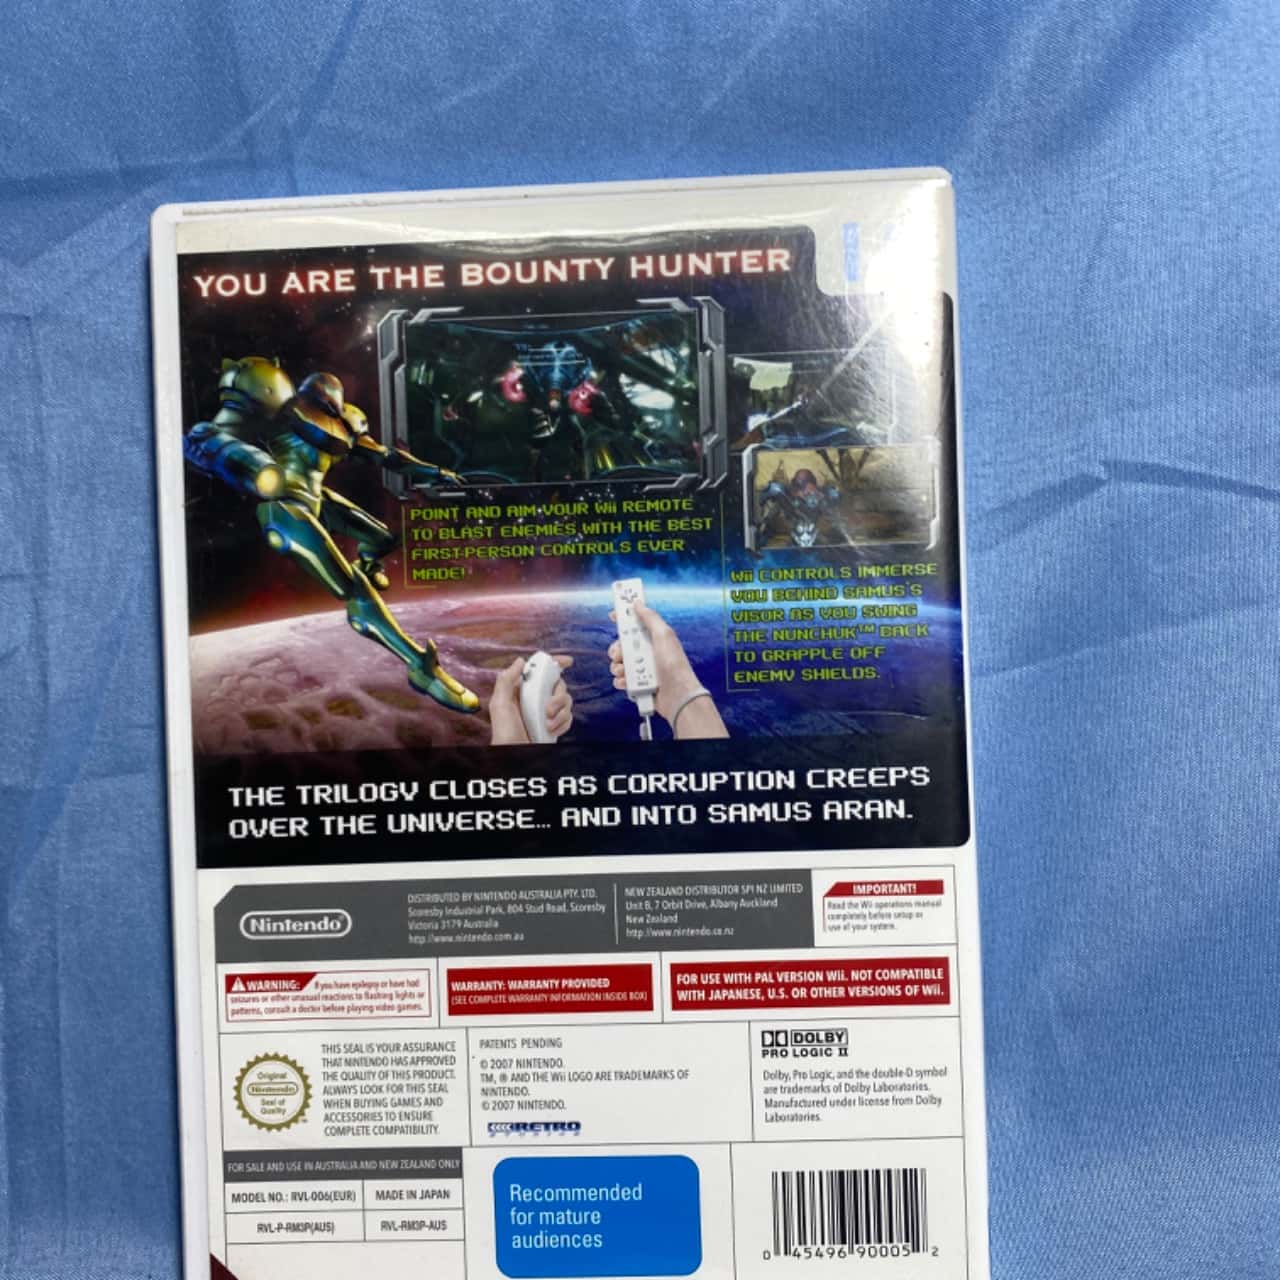 YOU ARE THE BOUNTY HUNTER
POINT AND AIM YOUR Wii REMOTE
TO BLAST ENEMIES WITH THE BEST
FIRST-PERSON CONTROLS EVER
MADE!
Wii CONTROLS IMMERSE
YOU BEHIND SAMUS'S
VISOR AS YOU SWING
THE NUNCHUK™ BACK
TO GRAPPLE OFF
ENEMY SHIELDS.
THE TRILOGY CLOSES AS CORRUPTION CREEPS
OVER THE UNIVERSE... AND INTO SAMUS ARAN.
Nintendo
DISTRIBUTED BY NINTENDO AUSTRALIA PTY. LTD.
Scoresby Industrial Park, 804 Stud Road, Scoresby
Victoria 3179 Australia
http://www.nintendo.com.au
NEW ZEALAND DISTRIBUTOR SPI NZ LIMITED
Unit B, 7 Orbit Drive, Albany Auckland
New Zealand
http://www.nintendo.co.nz
IMPORTANT!
Read the Wii operations manual
completely before setup or
use of your system.
WARNING: If you have epilepsy or have had
seizures or other unusual reactions to flashing lights or
patterns, consult a doctor before playing video games.
WARRANTY: WARRANTY PROVIDED
(SEE COMPLETE WARRANTY INFORMATION INSIDE BOX)
FOR USE WITH PAL VERSION Wii. NOT COMPATIBLE
WITH JAPANESE, U.S. OR OTHER VERSIONS OF Wii.
Original
Nintendo
Seal of
Quality
THIS SEAL IS YOUR ASSURANCE
THAT NINTENDO HAS APPROVED
THE QUALITY OF THIS PRODUCT.
ALWAYS LOOK FOR THIS SEAL
WHEN BUYING GAMES AND
ACCESSORIES TO ENSURE
COMPLETE COMPATIBILITY.
PATENTS PENDING
© 2007 NINTENDO.
TM, ® AND THE Wii LOGO ARE TRADEMARKS OF
NINTENDO.
© 2007 NINTENDO.
RETRO
STUDIOS
DOLBY
PRO LOGIC II
Dolby, Pro Logic, and the double-D symbol
are trademarks of Dolby Laboratories.
Manufactured under license from Dolby
Laboratories.
FOR SALE AND USE IN AUSTRALIA AND NEW ZEALAND ONLY
MODEL NO.: RVL-006(EUR)
MADE IN JAPAN
RVL-P-RM3P(AUS)
RVL-RM3P-AUS
Recommended
for mature
audiences
0 45496 90005 2